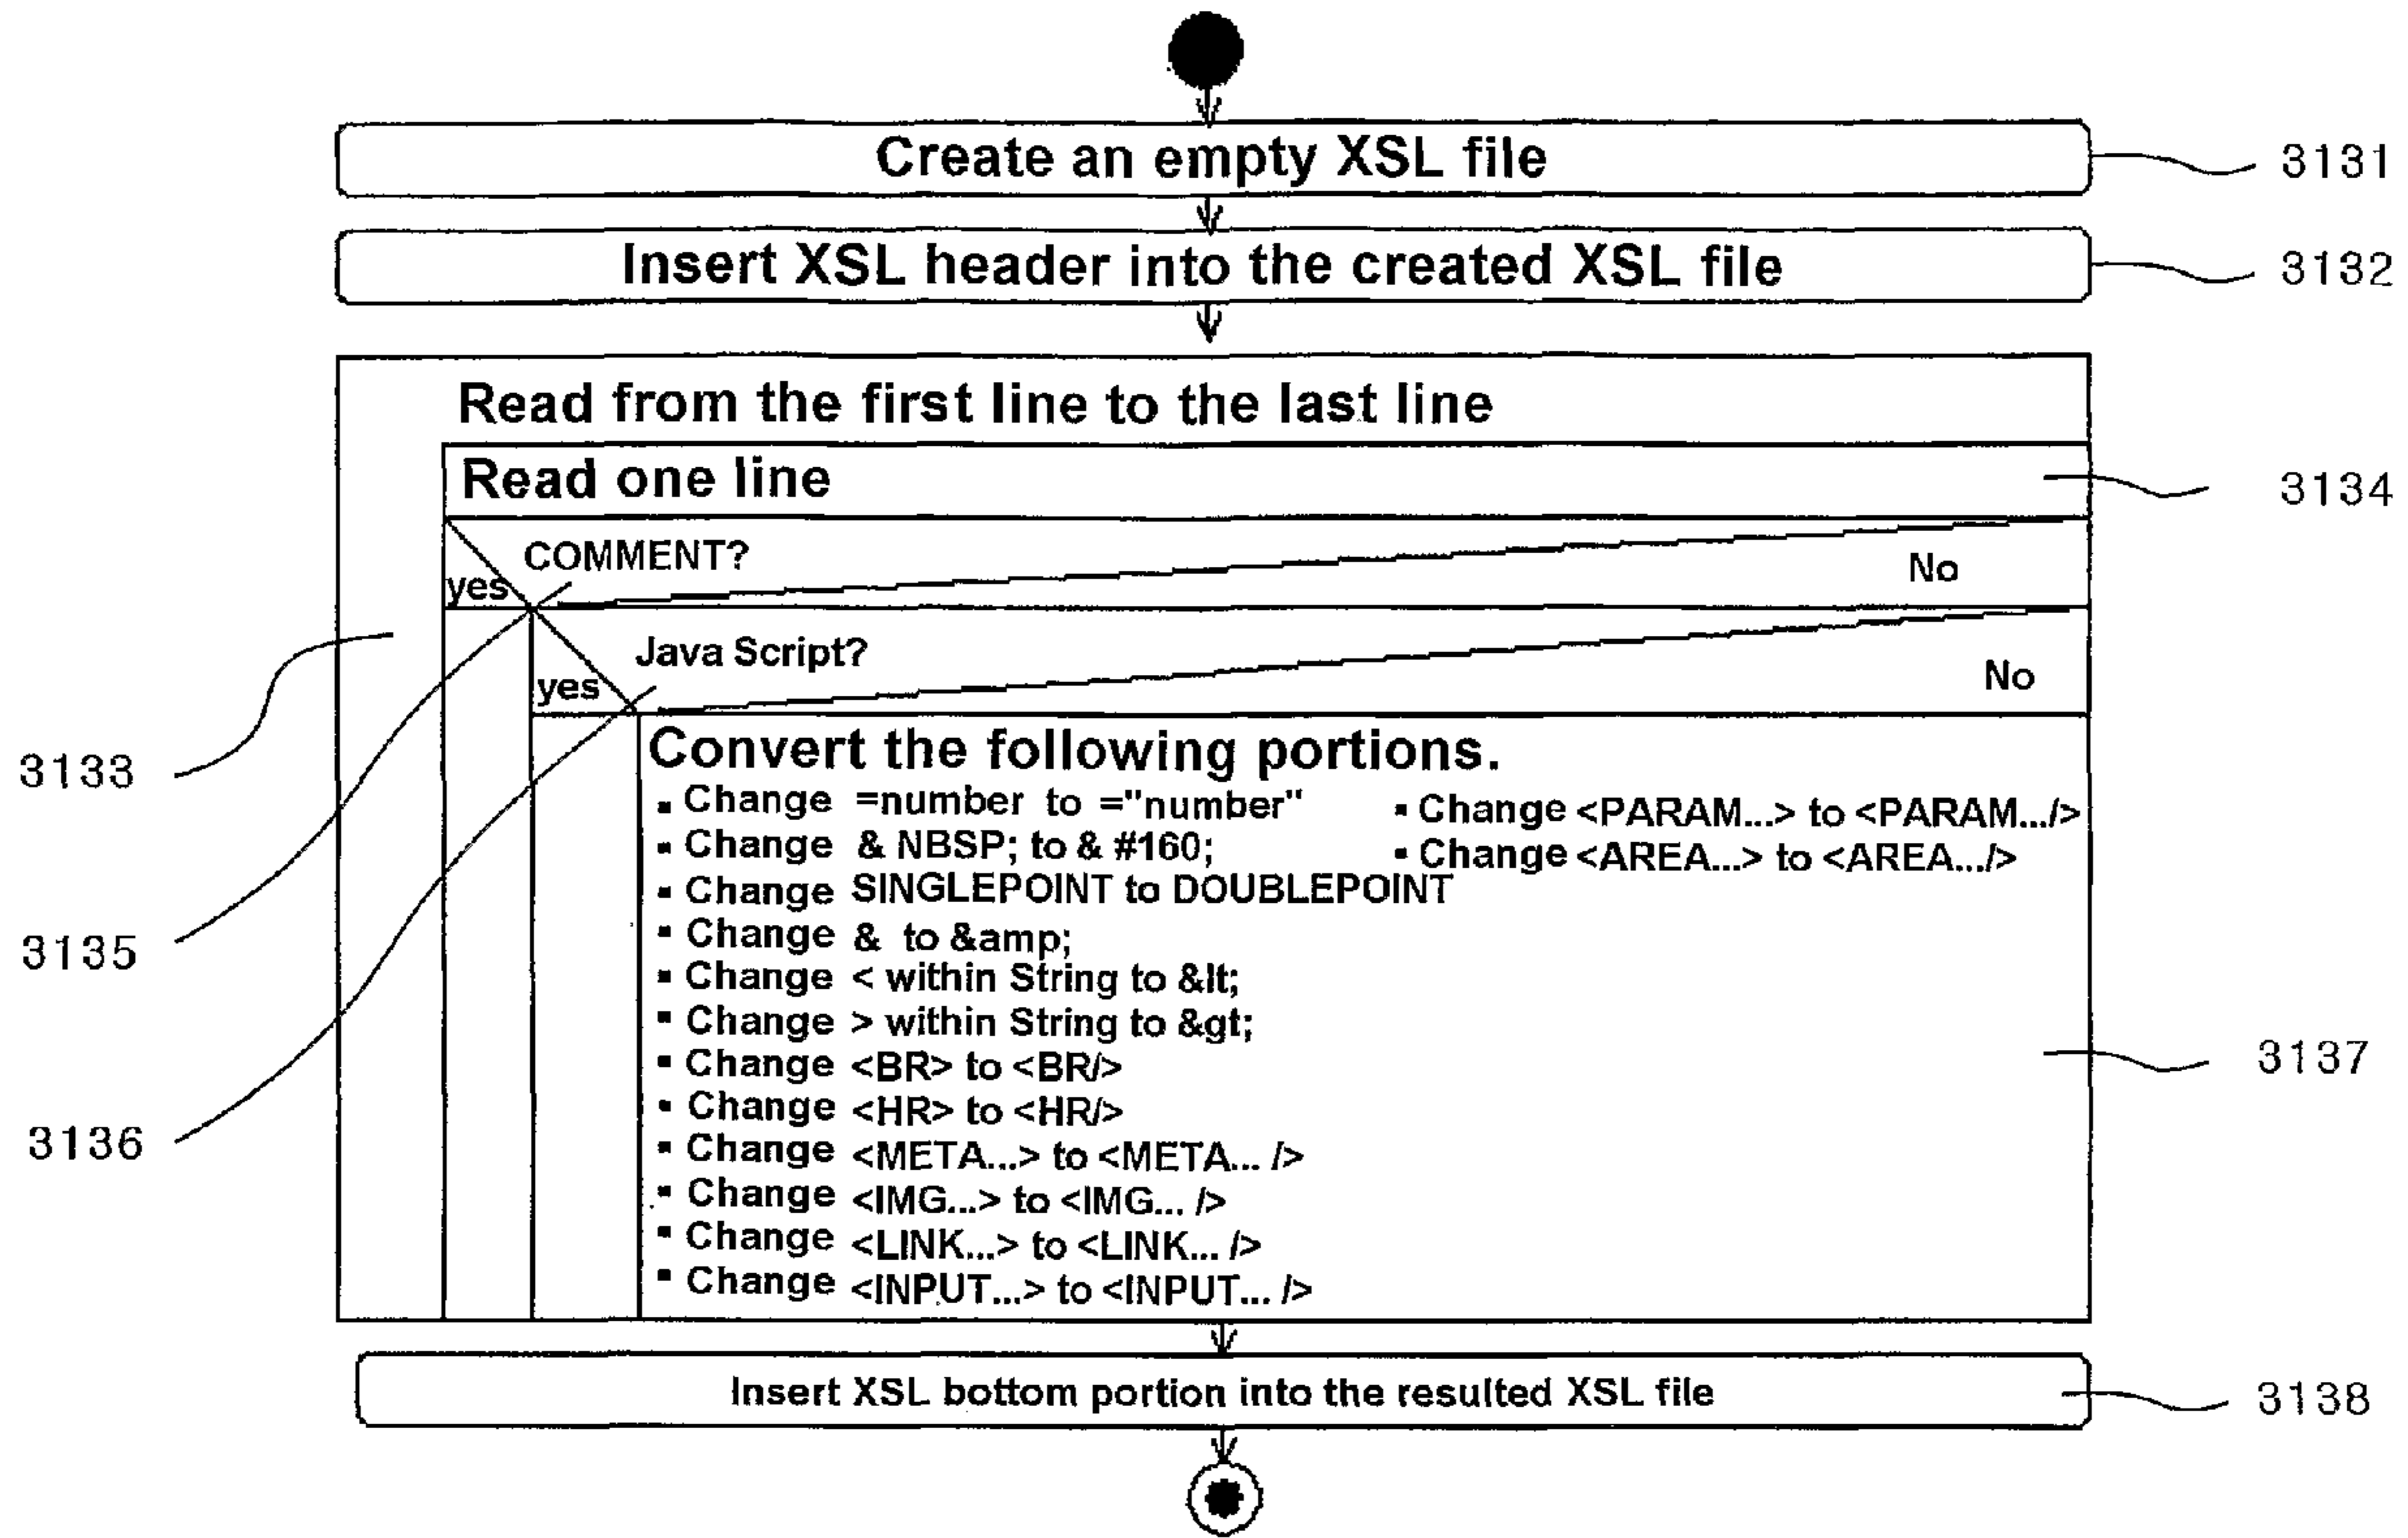 Create an empty XSL file
3131
Insert XSL header into the created XSL file
3132
Read from the first line to the last line
Read one line
3134
COMMENT?
yes
No
Java Script?
yes
No
3133
3135
3136
Convert the following portions.
▪ Change =number to ="number"
▪ Change & NBSP; to & #160;
▪ Change SINGLEPOINT to DOUBLEPOINT
▪ Change & to &amp;
▪ Change < within String to &lt;
▪ Change > within String to &gt;
▪ Change <BR> to <BR/>
▪ Change <HR> to <HR/>
▪ Change <META...> to <META... />
▪ Change <IMG...> to <IMG... />
▪ Change <LINK...> to <LINK... />
▪ Change <INPUT...> to <INPUT... />
▪ Change <PARAM...> to <PARAM.../>
▪ Change <AREA...> to <AREA.../>
3137
Insert XSL bottom portion into the resulted XSL file
3138